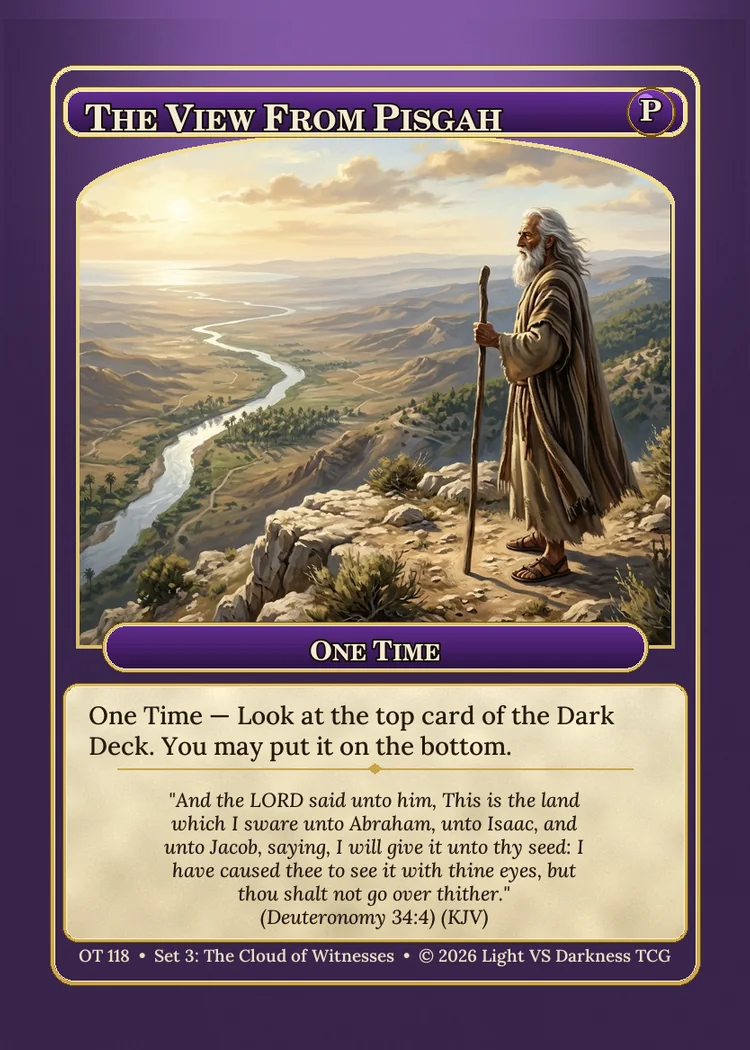 The View From Pisgah
P
One Time
One Time — Look at the top card of the Dark
Deck. You may put it on the bottom.
"And the LORD said unto him, This is the land
which I sware unto Abraham, unto Isaac, and
unto Jacob, saying, I will give it unto thy seed: I
have caused thee to see it with thine eyes, but
thou shalt not go over thither."
(Deuteronomy 34:4) (KJV)
OT 118 • Set 3: The Cloud of Witnesses • © 2026 Light VS Darkness TCG